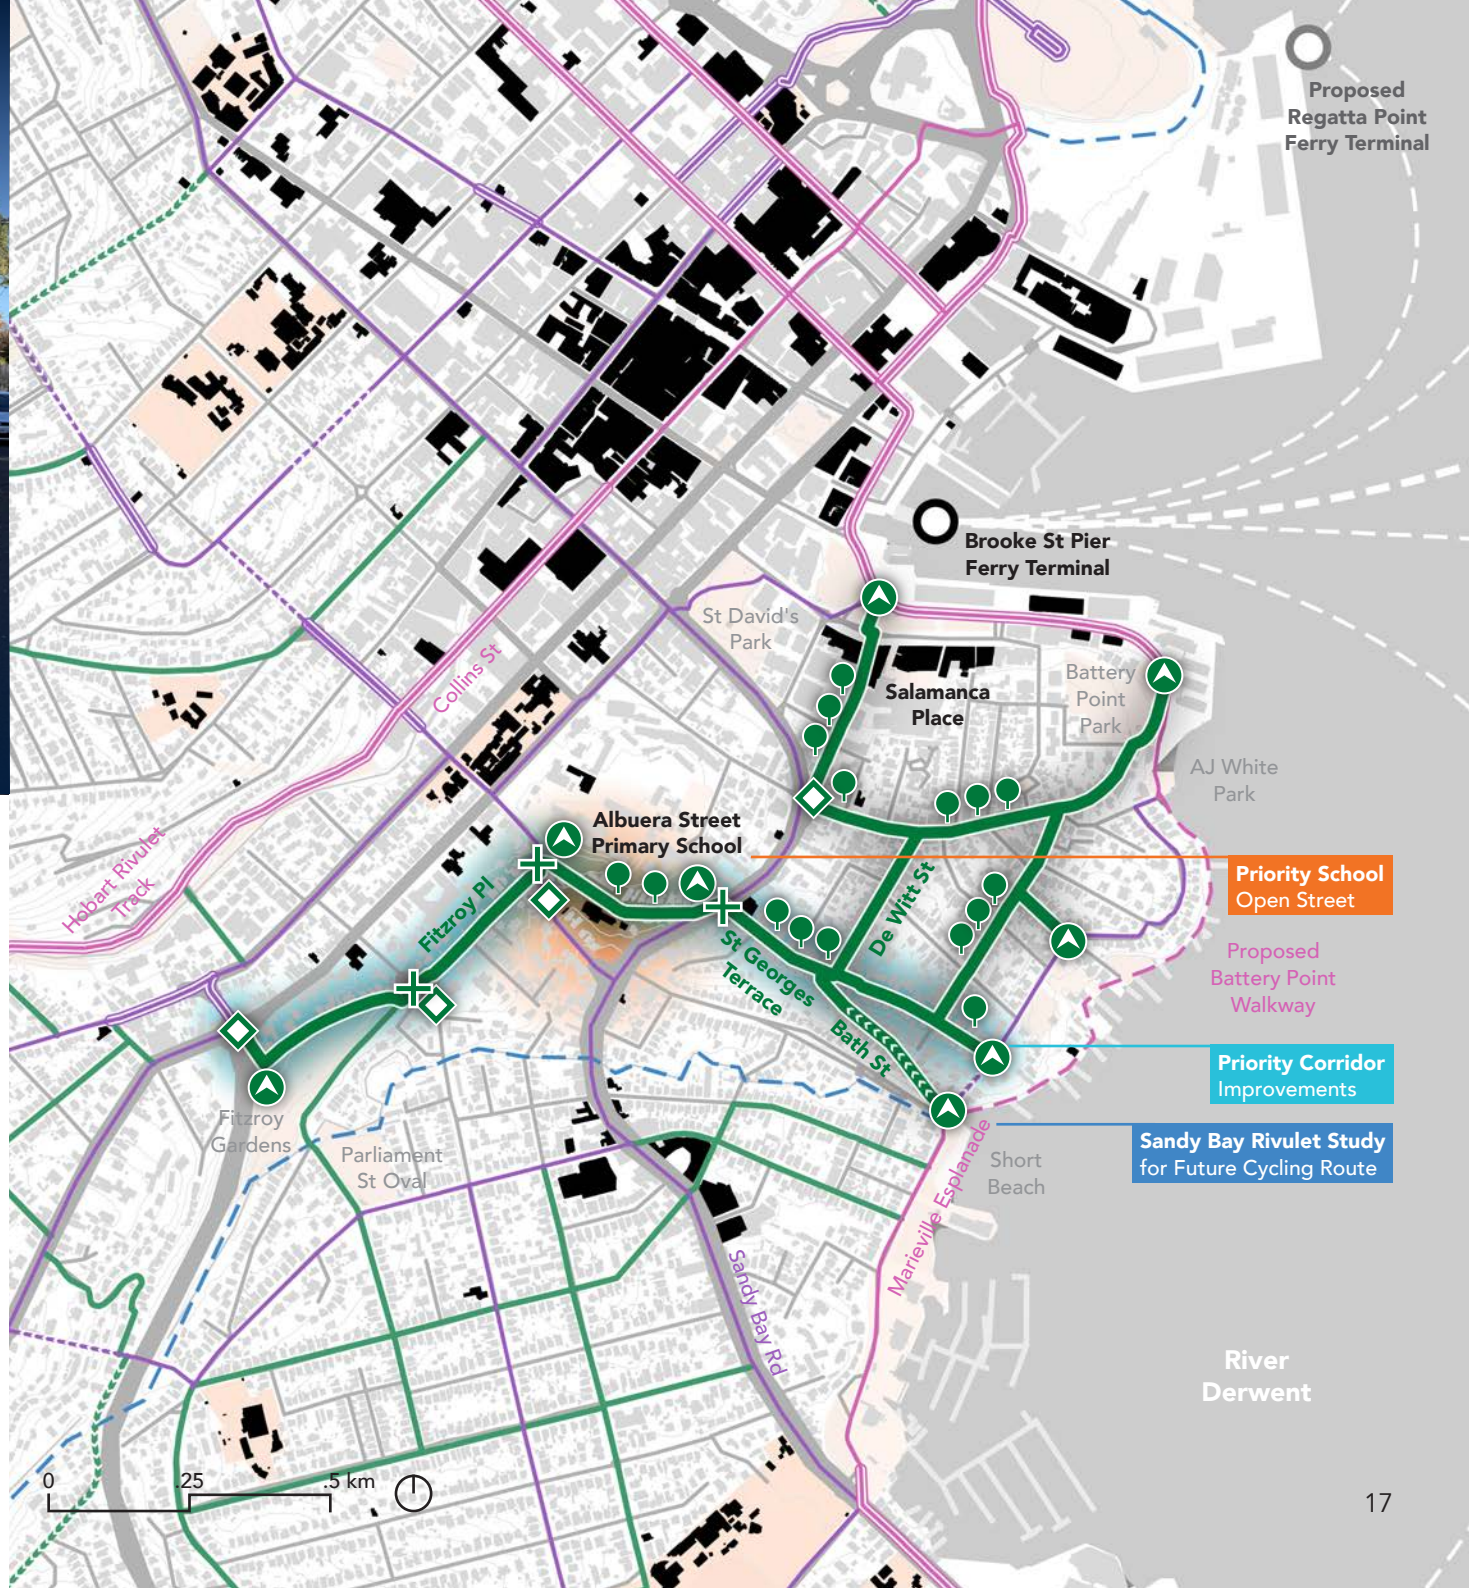 Proposed
Regatta Point
Ferry Terminal
Brooke St Pier
Ferry Terminal
St David's
Park
Collins St
Salamanca
Place
Battery
Point
Park
AJ White
Park
Albuera Street
Primary School
Hobart Rivulet
Track
Fitzroy Pl
De Witt St
Priority School
Open Street
St Georges
Terrace
Proposed
Battery Point
Walkway
Bath St
Priority Corridor
Improvements
Fitzroy
Gardens
Parliament
St Oval
Sandy Bay Rivulet Study
for Future Cycling Route
Short
Beach
Marieville Esplanade
Sandy Bay Rd
River
Derwent
0 .25 .5 km
17